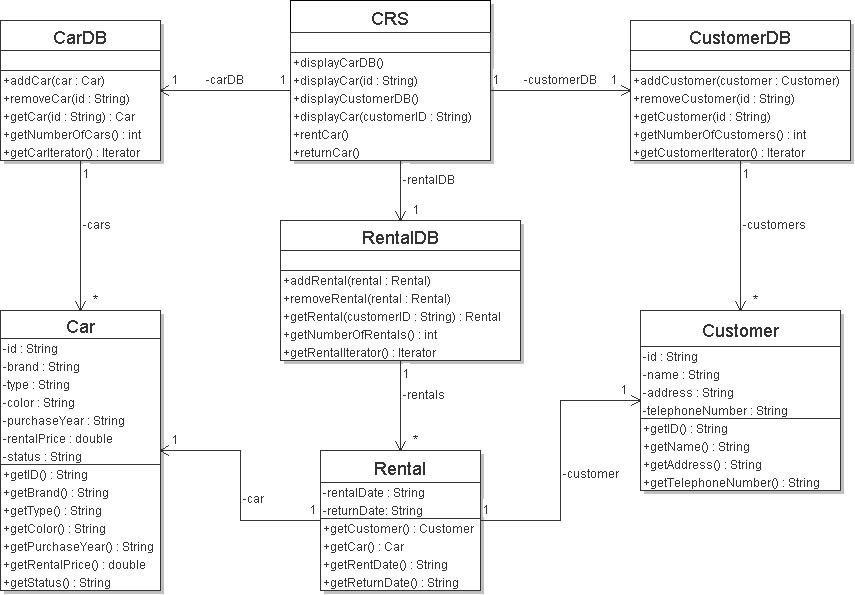 CRS
+displayCarDB()
+displayCar(id : String)
+displayCustomerDB()
+displayCar(customerID : String)
+rentCar()
+returnCar()
CarDB
+addCar(car : Car)
+removeCar(id : String)
+getCar(id : String) : Car
+getNumberOfCars() : int
+getCarIterator() : Iterator
1
-carDB
1
1
-customerDB
1
CustomerDB
+addCustomer(customer : Customer)
+removeCustomer(id : String)
+getCustomer(id : String)
+getNumberOfCustomers() : int
+getCustomerIterator() : Iterator
1
-cars
*
-rentalDB
1
1
-customers
*
RentalDB
+addRental(rental : Rental)
+removeRental(rental : Rental)
+getRental(customerID : String) : Rental
+getNumberOfRentals() : int
+getRentalIterator() : Iterator
1
-rentals
*
Car
-id : String
-brand : String
-type : String
-color : String
-purchaseYear : String
-rentalPrice : double
-status : String
+getID() : String
+getBrand() : String
+getType() : String
+getColor() : String
+getPurchaseYear() : String
+getRentalPrice() : double
+getStatus() : String
1
-car
1
Rental
-rentalDate : String
-returnDate: String
+getCustomer() : Customer
+getCar() : Car
+getRentDate() : String
+getReturnDate() : String
1
-customer
1
Customer
-id : String
-name : String
-address : String
-telephoneNumber : String
+getID() : String
+getName() : String
+getAddress() : String
+getTelephoneNumber() : String